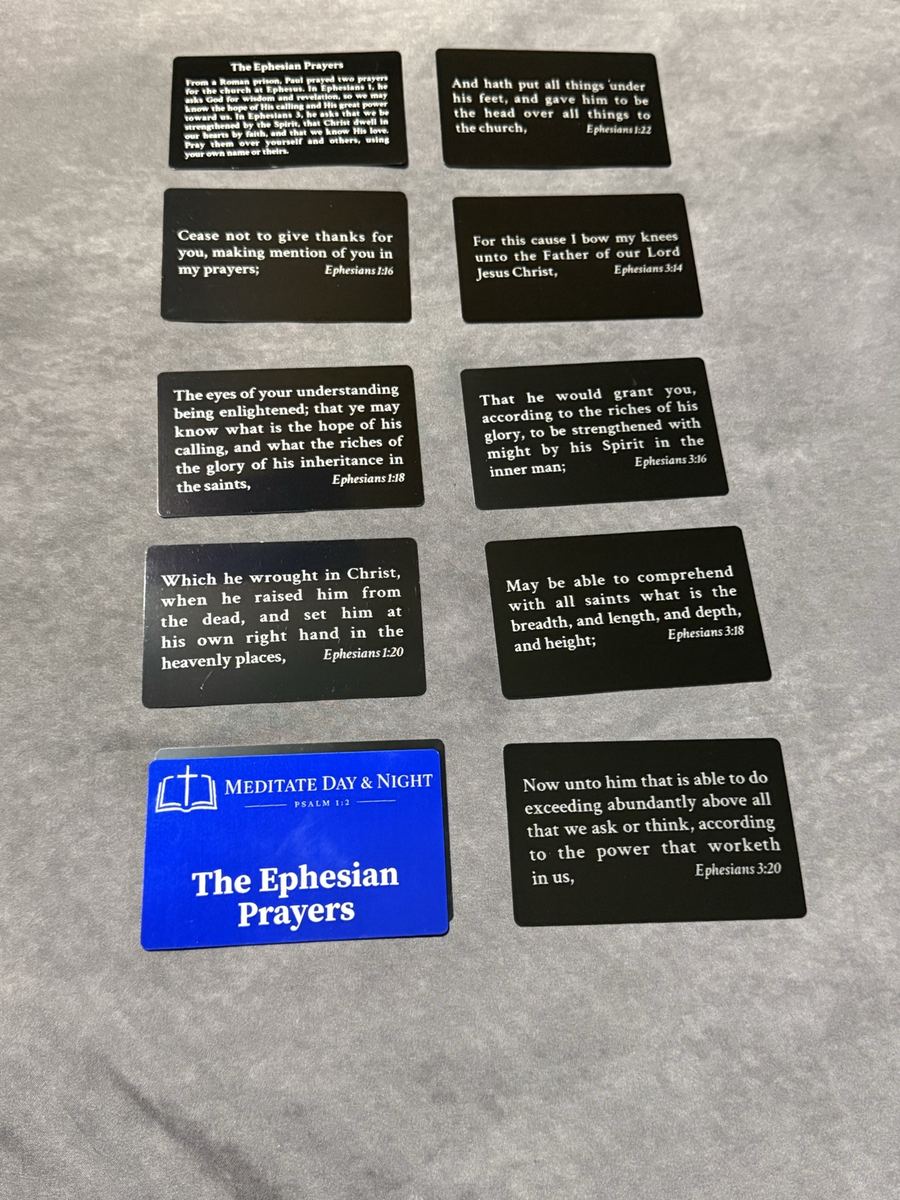 The Ephesian Prayers
From a Roman prison, Paul prayed two prayers
for the church at Ephesus. In Ephesians 1, he
asks God for wisdom and revelation, so we may
know the hope of His calling and His great power
toward us. In Ephesians 3, he asks that we be
strengthened by the Spirit, that Christ dwell in
our hearts by faith, and that we know His love.
Pray them over yourself and others, using
your own name or theirs.
And hath put all things under
his feet, and gave him to be
the head over all things to
the church, Ephesians 1:22
Cease not to give thanks for
you, making mention of you in
my prayers; Ephesians 1:16
For this cause I bow my knees
unto the Father of our Lord
Jesus Christ, Ephesians 3:14
The eyes of your understanding
being enlightened; that ye may
know what is the hope of his
calling, and what the riches of
the glory of his inheritance in
the saints, Ephesians 1:18
That he would grant you,
according to the riches of his
glory, to be strengthened with
might by his Spirit in the
inner man; Ephesians 3:16
Which he wrought in Christ,
when he raised him from
the dead, and set him at
his own right hand in the
heavenly places, Ephesians 1:20
May be able to comprehend
with all saints what is the
breadth, and length, and depth,
and height; Ephesians 3:18
MEDITATE DAY & NIGHT
PSALM 1:2
The Ephesian
Prayers
Now unto him that is able to do
exceeding abundantly above all
that we ask or think, according
to the power that worketh
in us, Ephesians 3:20